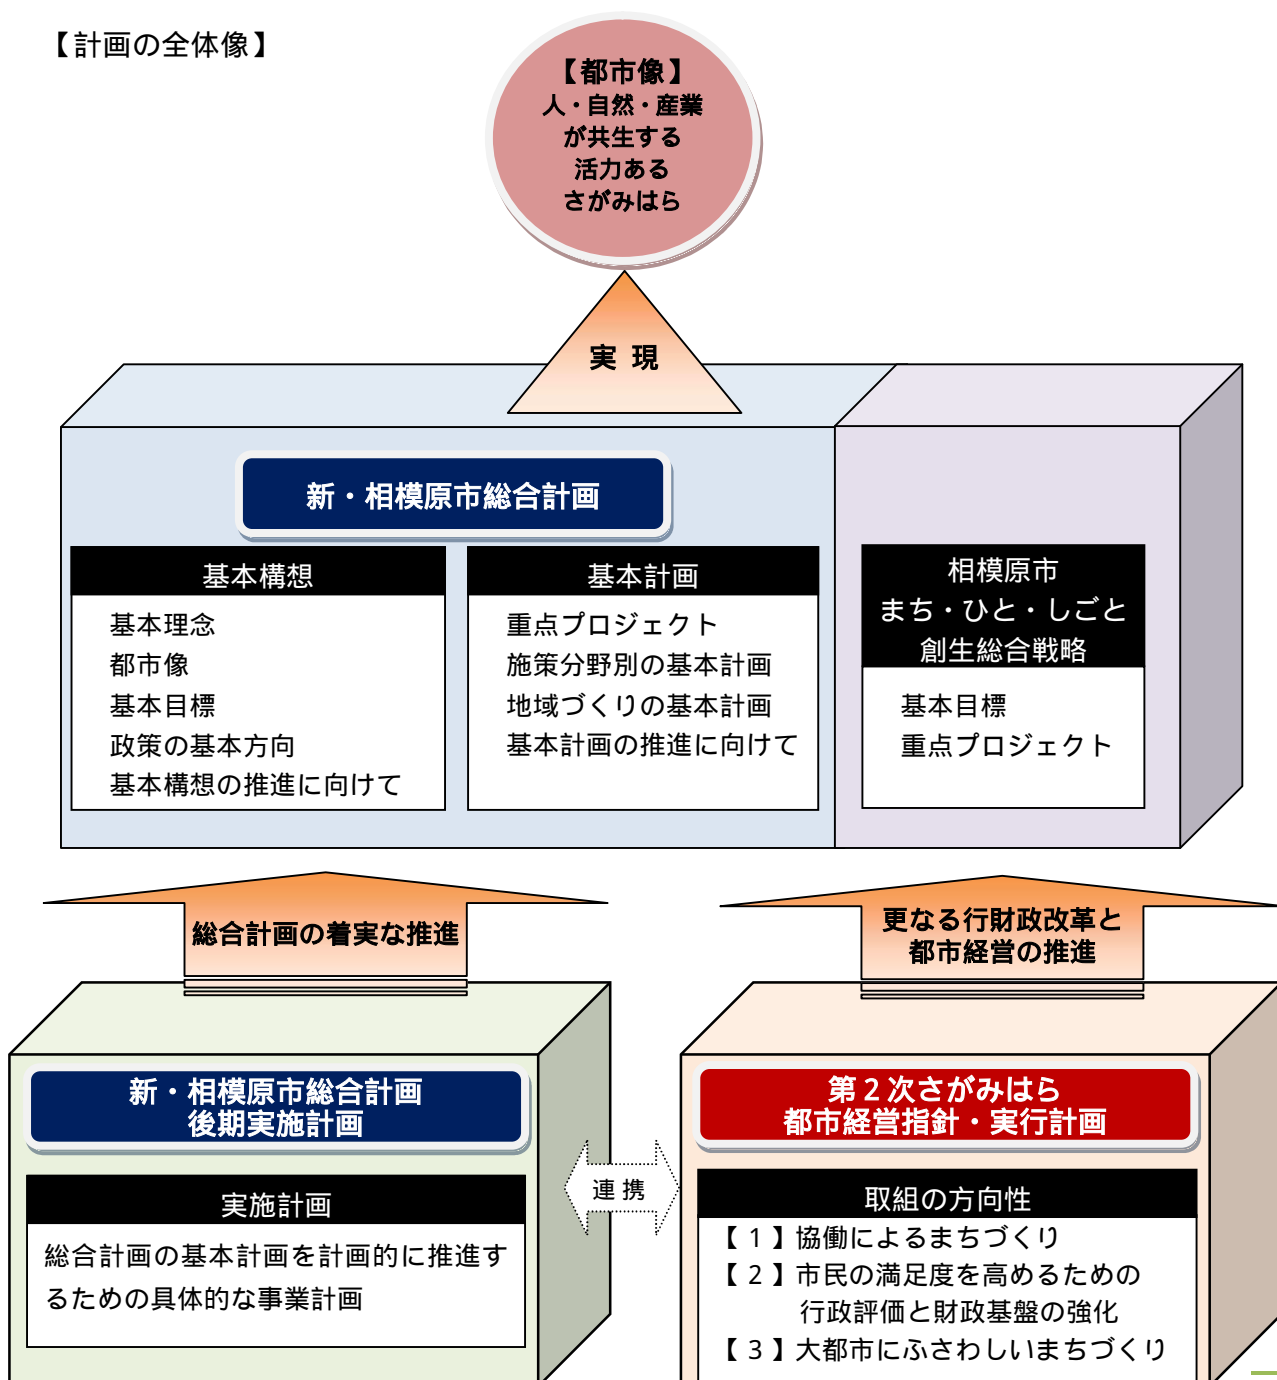 【計画の全体像】
【都市像】
人・自然・産業
が共生する
活力ある
さがみはら
実 現
新・相模原市総合計画
基本構想
基本理念
都市像
基本目標
政策の基本方向
基本構想の推進に向けて
基本計画
重点プロジェクト
施策分野別の基本計画
地域づくりの基本計画
基本計画の推進に向けて
相模原市
まち・ひと・しごと
創生総合戦略
基本目標
重点プロジェクト
総合計画の着実な推進
更なる行財政改革と
都市経営の推進
新・相模原市総合計画
後期実施計画
実施計画
総合計画の基本計画を計画的に推進す
るための具体的な事業計画
連 携
第２次さがみはら
都市経営指針・実行計画
取組の方向性
【１】協働によるまちづくり
【２】市民の満足度を高めるための
行政評価と財政基盤の強化
【３】大都市にふさわしいまちづくり